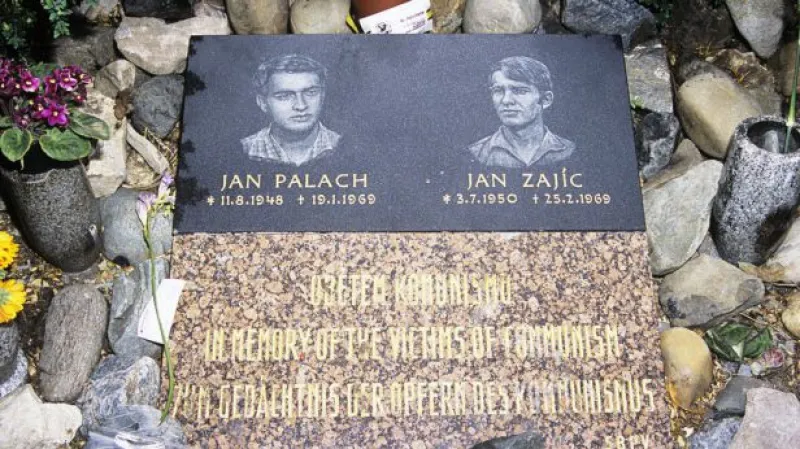 JAN PALACH
* 11.8.1948 † 19.1.1969
JAN ZAJÍC
* 3.7.1950 † 25.2.1969
OBĚTEM KOMUNISMU
IN MEMORY OF THE VICTIMS OF COMMUNISM
ZUM GEDÄCHTNIS DER OPFERN DES KOMMUNISMUS